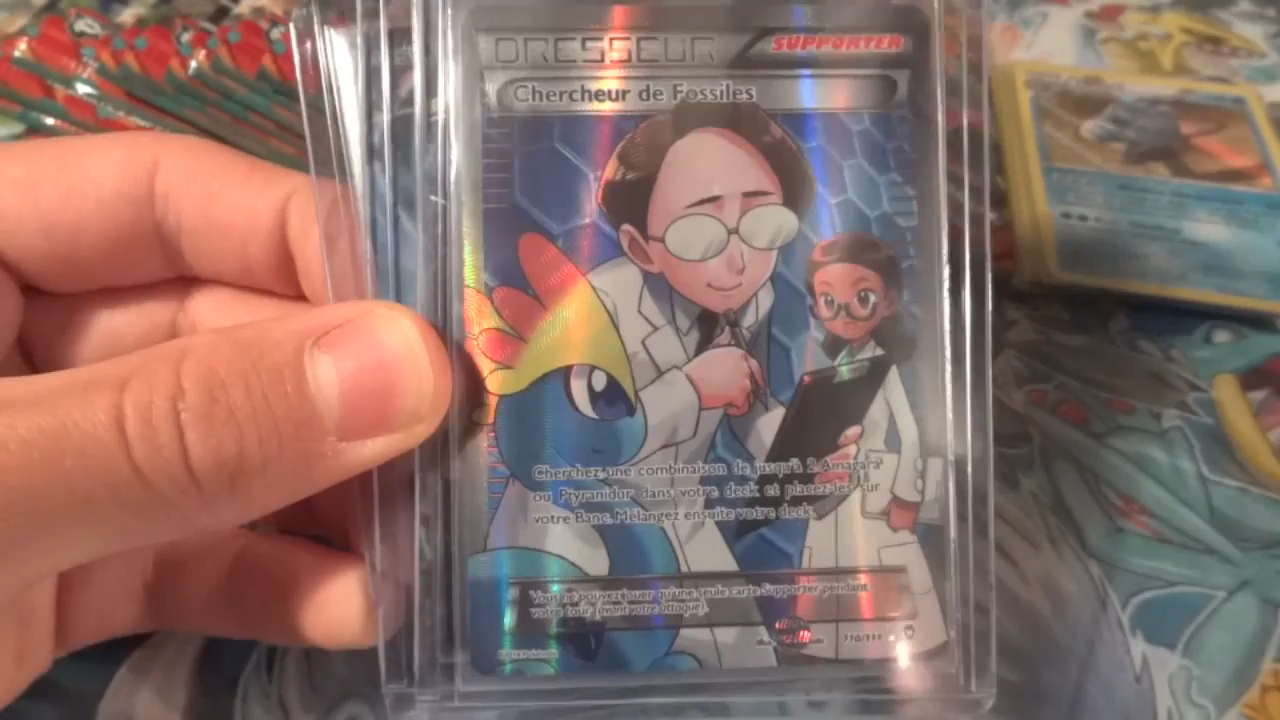 DRESSEUR SUPPORTER
Chercheur de Fossiles
Cherchez une combinaison de jusqu'à 2 Amagara
ou Ptyranidur dans votre deck et placez-les sur
votre Banc. Mélangez ensuite votre deck.
Vous ne pouvez jouer qu'une seule carte Supporter pendant
votre tour (avant votre attaque).
110/111